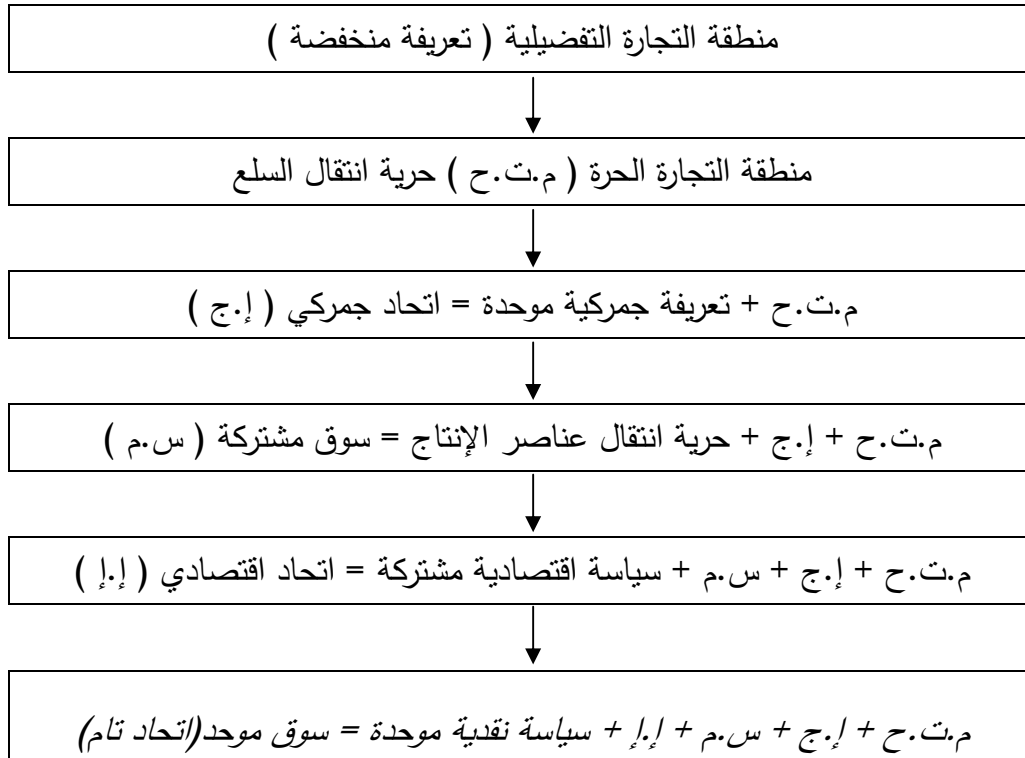 منطقة التجارة التفضيلية ( تعريفة منخفضة )
منطقة التجارة الحرة ( م.ت.ح ) حرية انتقال السلع
م.ت.ح + تعريفة جمركية موحدة = اتحاد جمركي ( إ.ج )
م.ت.ح + إ.ج + حرية انتقال عناصر الإنتاج = سوق مشتركة ( س.م )
م.ت.ح + إ.ج + س.م + سياسة اقتصادية مشتركة = اتحاد اقتصادي ( إ.إ )
م.ت.ح + إ.ج + س.م + إ.إ + سياسة نقدية موحدة = سوق موحد(اتحاد تام)